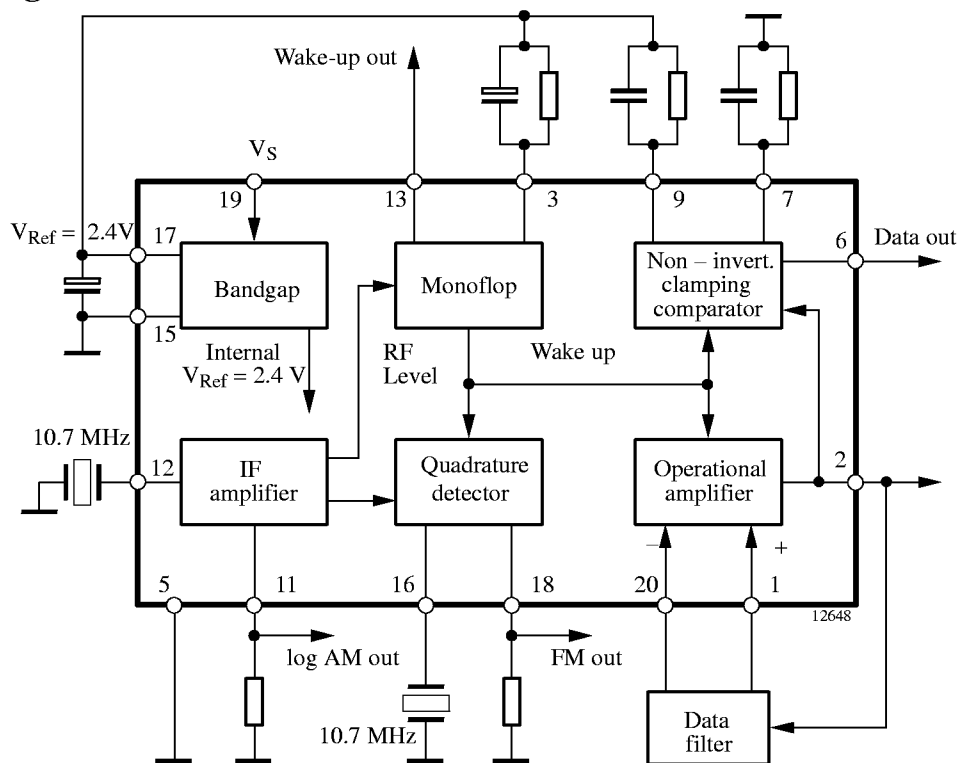 Wake-up out
V_S
19
13
3
9
7
V_Ref = 2.4V
17
6
Data out
Bandgap
Monoflop
Non – invert.
clamping
comparator
15
Internal
V_Ref = 2.4 V
RF
Level
Wake up
10.7 MHz
12
IF
amplifier
Quadrature
detector
Operational
amplifier
2
–
+
5
11
16
18
20
1
12648
log AM out
FM out
10.7 MHz
Data
filter